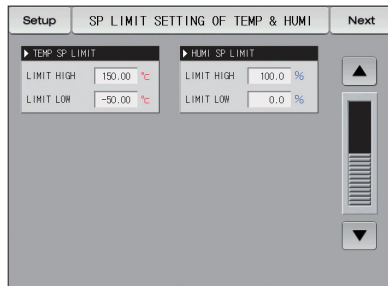 Setup SP LIMIT SETTING OF TEMP & HUMI Next
▶ TEMP SP LIMIT
LIMIT HIGH 150.00 ℃
LIMIT LOW -50.00 ℃
▶ HUMI SP LIMIT
LIMIT HIGH 100.0 %
LIMIT LOW 0.0 %